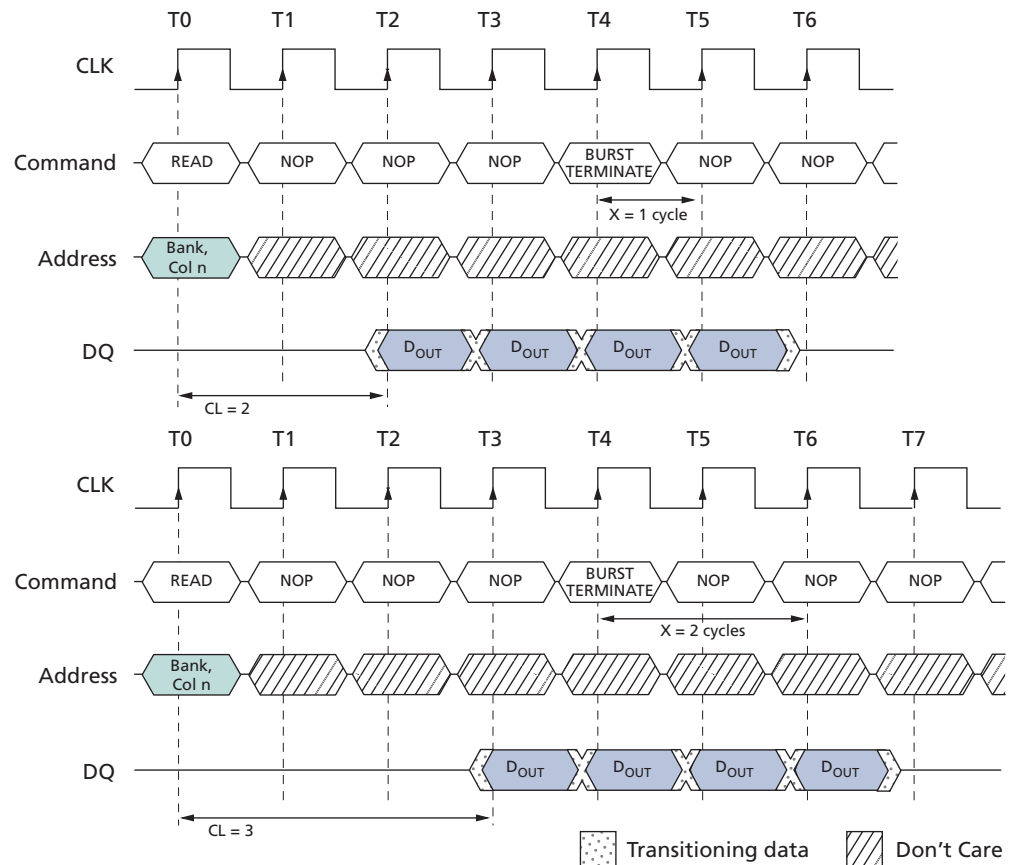 T0 T1 T2 T3 T4 T5 T6
CLK
Command READ NOP NOP NOP BURST TERMINATE NOP NOP
X = 1 cycle
Address Bank, Col n
DQ DOUT DOUT DOUT DOUT
CL = 2
T0 T1 T2 T3 T4 T5 T6 T7
CLK
Command READ NOP NOP NOP BURST TERMINATE NOP NOP NOP
X = 2 cycles
Address Bank, Col n
DQ DOUT DOUT DOUT DOUT
CL = 3
Transitioning data Don't Care